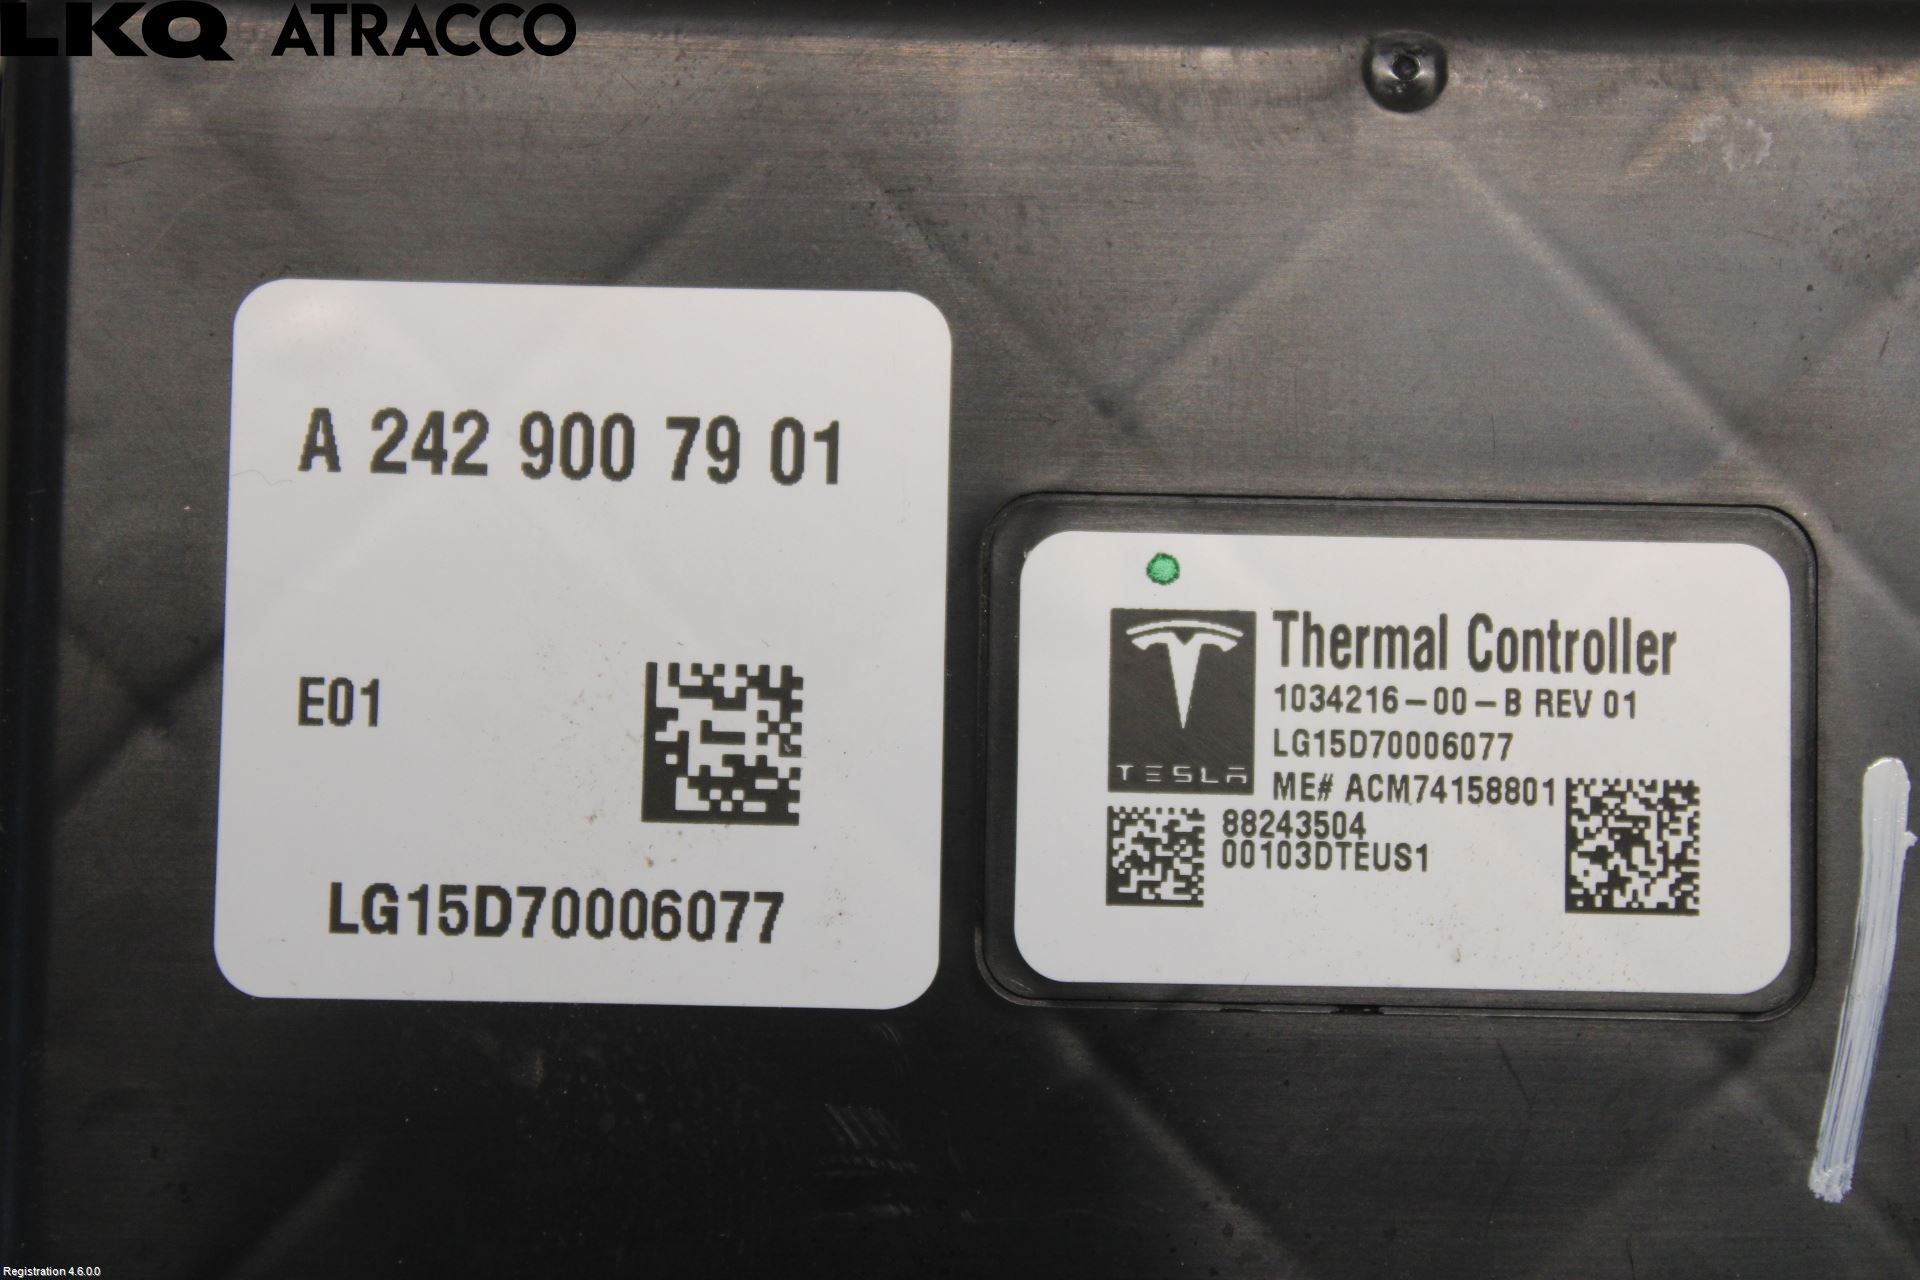 LKQ ATRACCO
A 242 900 79 01
E01
LG15D70006077
TESLA
Thermal Controller
1034216-00-B REV 01
LG15D70006077
ME# ACM74158801
88243504
00103DTEUS1
Registration 4.6.0.0